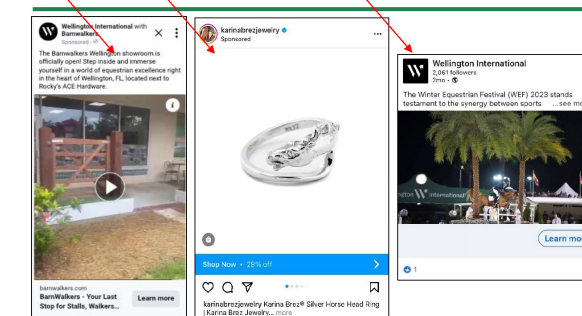 Wellington International with
Barnwalkers
Sponsored
The Barnwalkers Wellington showroom is
officially open! Step inside and immerse
yourself in a world of equestrian excellence right
in the heart of Wellington, FL, located next to
Rocky's ACE Hardware.
barnwalkers.com
BarnWalkers - Your Last
Stop for Stalls, Walkers...
Learn more
karinabrezjewelry
Sponsored
Shop Now • 29% off
karinabrezjewelry Karina Brez® Silver Horse Head Ring
| Karina Brez Jewelry... more
Wellington International
2,061 followers
2mo •
The Winter Equestrian Festival (WEF) 2023 stands
testament to the synergy between sports ...see mo
international
Learn mo
1